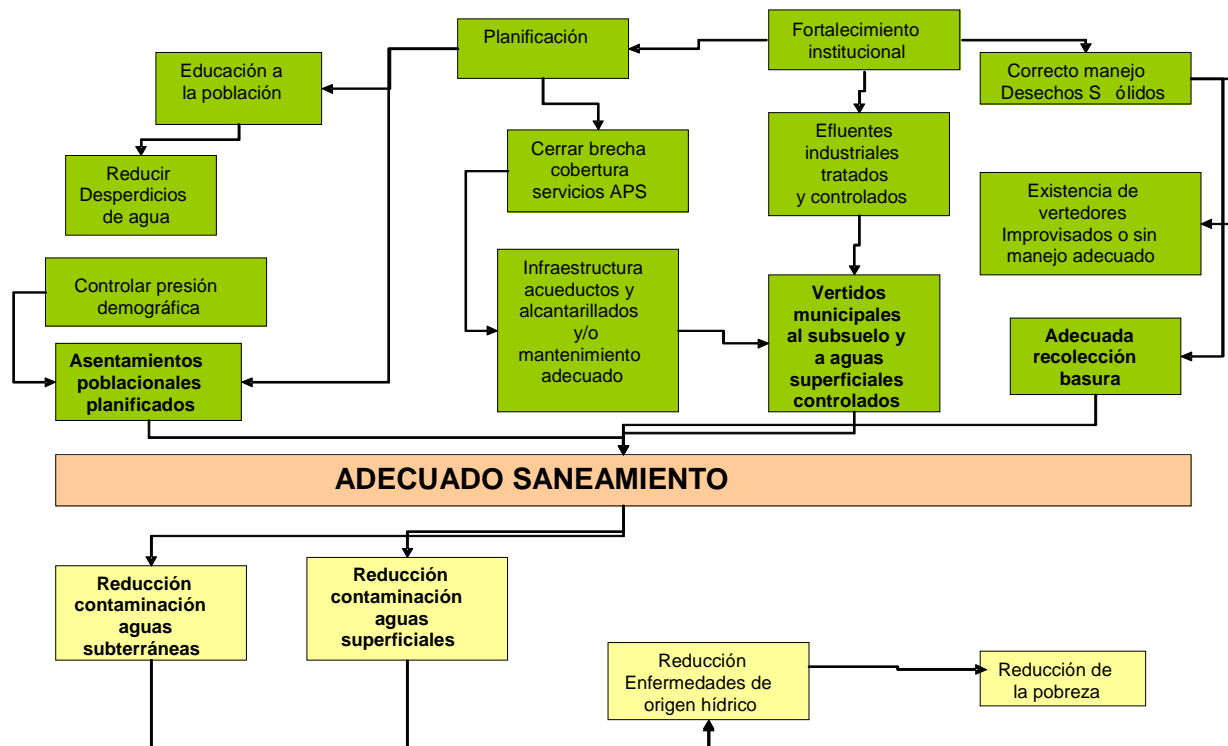 Planificación
Fortalecimiento
institucional
Educación a
la población
Correcto manejo
Desechos S ólidos
Reducir
Desperdicios
de agua
Cerrar brecha
cobertura
servicios APS
Efluentes
industriales
tratados
y controlados
Existencia de
vertedores
Improvisados o sin
manejo adecuado
Controlar presión
demográfica
Infraestructura
acueductos y
alcantarillados
y/o
mantenimiento
adecuado
Vertidos
municipales
al subsuelo y
a aguas
superficiales
controlados
Adecuada
recolección
basura
Asentamientos
poblacionales
planificados
ADECUADO SANEAMIENTO
Reducción
contaminación
aguas
subterráneas
Reducción
contaminación
aguas
superficiales
Reducción
Enfermedades de
origen hídrico
Reducción de
la pobreza